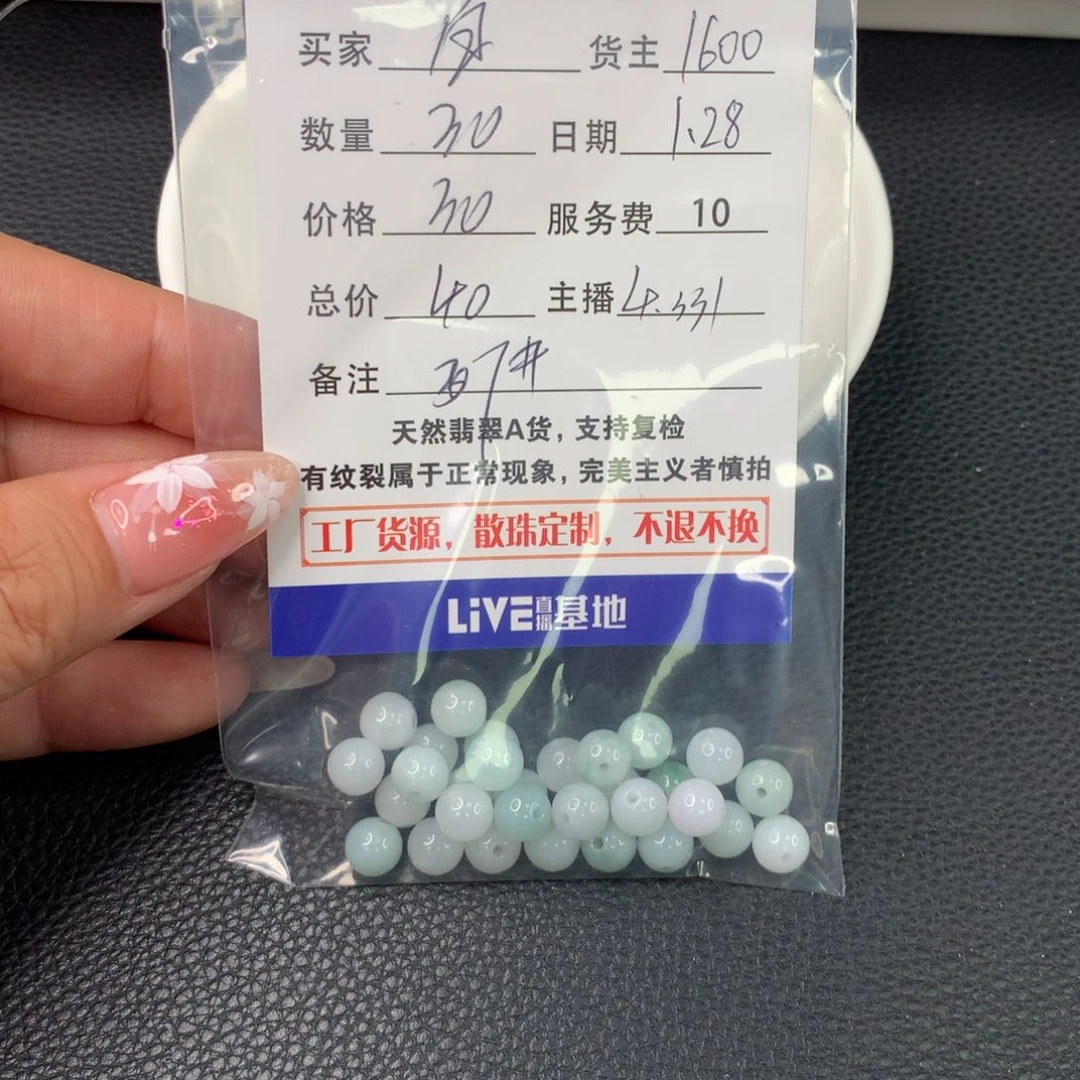 买家 货主 1600
数量 30 日期 1.28
价格 30 服务费 10
总价 40 主播 4.331
备注
天然翡翠A货，支持复检
有纹裂属于正常现象，完美主义者慎拍
工厂货源，散珠定制，不退不换
LiVE直播基地